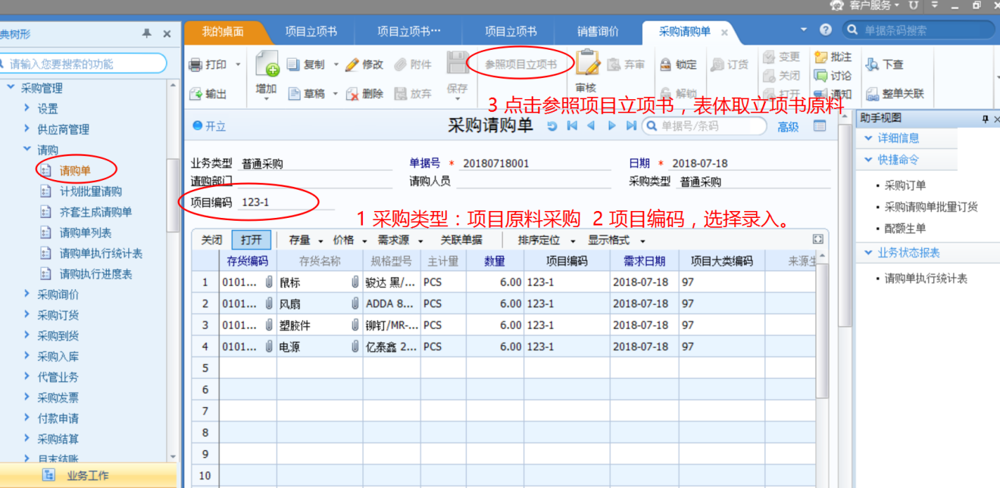 客户服务
典树形
我的桌面 项目立项书 项目立项书… 项目立项书 销售询价 采购请购单 单据条码搜索
请输入您要搜索的功能
打印 增加 复制 修改 附件 保存 参照项目立项书 审核 弃审 锁定 订货 变更 批注 下查
关闭 讨论
输出 草稿 删除 放弃 解锁 打开 通知 整单关联
3 点击参照项目立项书，表体取立项书原料
采购管理
设置
供应商管理
请购
请购单
计划批量请购
齐套生成请购单
请购单列表
请购单执行统计表
请购执行进度表
采购询价
采购订货
采购到货
采购入库
代管业务
采购发票
付款申请
采购结算
月末结账
业务工作
开立 采购请购单 单据号/条码 高级
业务类型 普通采购 单据号 * 20180718001 日期 * 2018-07-18
请购部门 请购人员 采购类型 普通采购
项目编码 123-1
1 采购类型：项目原料采购 2 项目编码，选择录入。
关闭 打开 存量 价格 需求源 关联单据 排序定位 显示格式
存货编码 存货名称 规格型号 主计量 数量 项目编码 需求日期 项目大类编码
1 0101... 鼠标 骏达 黑/... PCS 6.00 123-1 2018-07-18 97
2 0101... 风扇 ADDA 8... PCS 6.00 123-1 2018-07-18 97
3 0101... 塑胶件 铆钉/MR-... PCS 6.00 123-1 2018-07-18 97
4 0101... 电源 亿泰鑫 2... PCS 6.00 123-1 2018-07-18 97
5
6
7
8
9
10
助手视图
详细信息
快捷命令
采购订单
采购请购单批量订货
配额生单
业务状态报表
请购单执行统计表